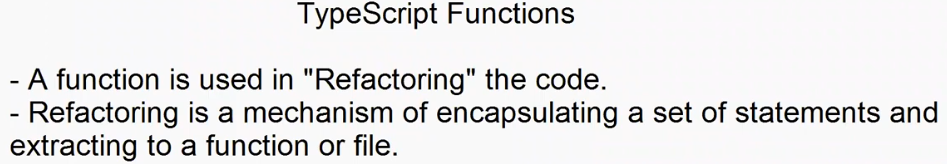 TypeScript Functions
- A function is used in "Refactoring" the code.
- Refactoring is a mechanism of encapsulating a set of statements and
extracting to a function or file.